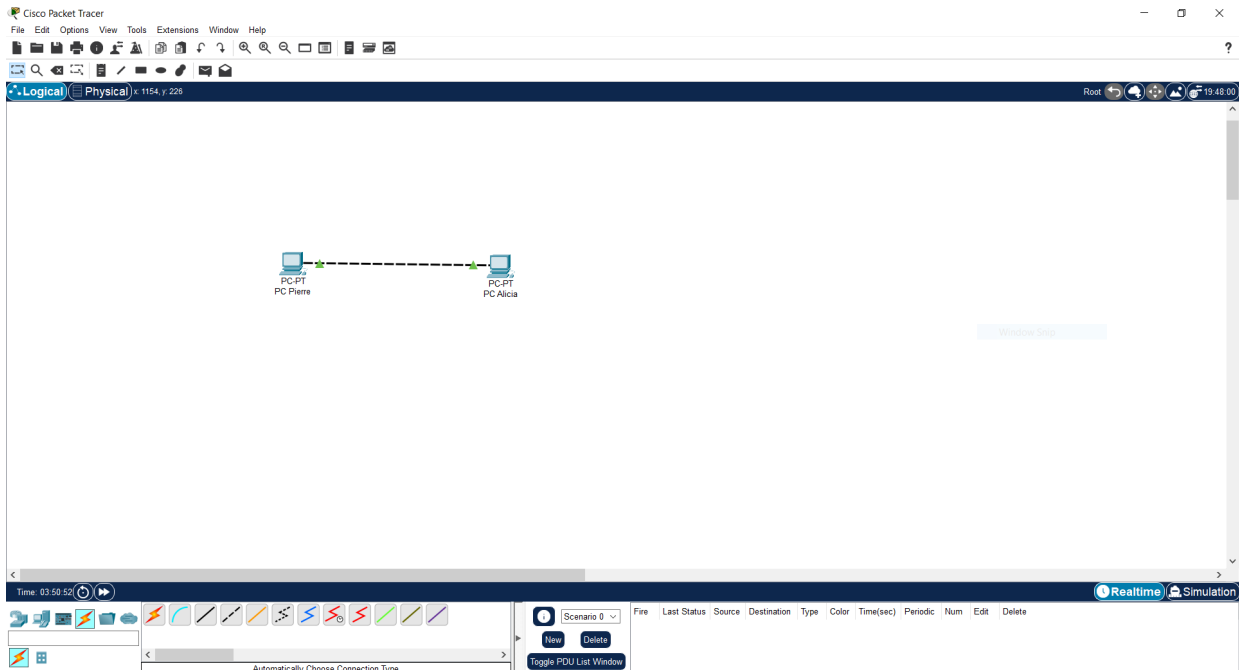 Cisco Packet Tracer
File Edit Options View Tools Extensions Window Help
?
Logical Physical x: 1154, y: 226 Root 19:48:00
PC-PT
PC Pierre
PC-PT
PC Alicia
Window Snip
Time: 03:50:52 Realtime Simulation
Scenario 0 Fire Last Status Source Destination Type Color Time(sec) Periodic Num Edit Delete
New Delete
Toggle PDU List Window
Automatically Choose Connection Type